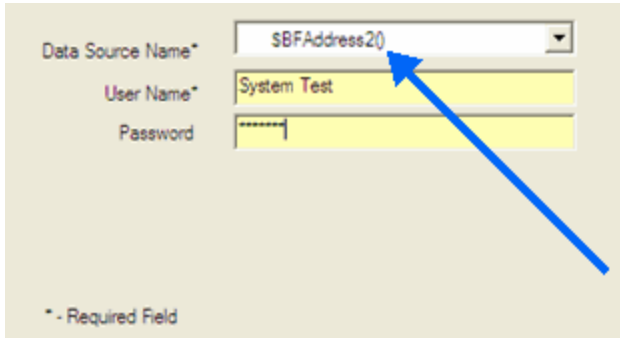 Data Source Name* $BFAddress2()
User Name* System Test
Password *******
* - Required Field